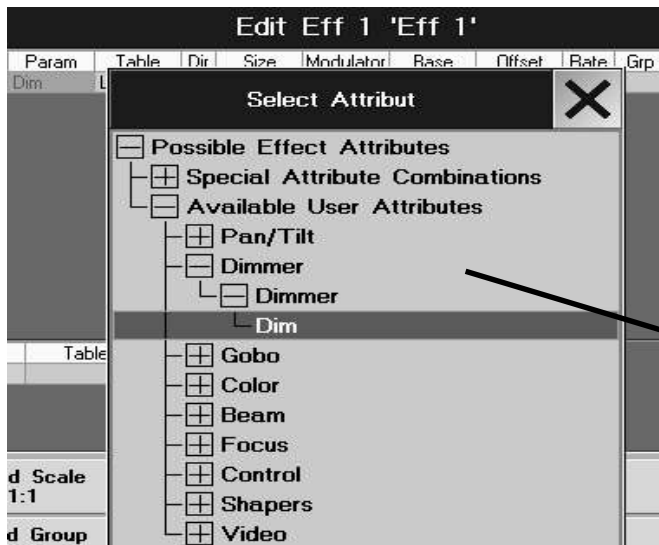 Edit Eff 1 'Eff 1'
Param Table Dir Size Modulator Base Offset Rate Grp
Dim L
Select Attribut
Possible Effect Attributes
Special Attribute Combinations
Available User Attributes
Pan/Tilt
Dimmer
Dimmer
Dim
Table
Gobo
Color
Beam
Focus
Control
d Scale
1:1
Shapers
d Group
Video